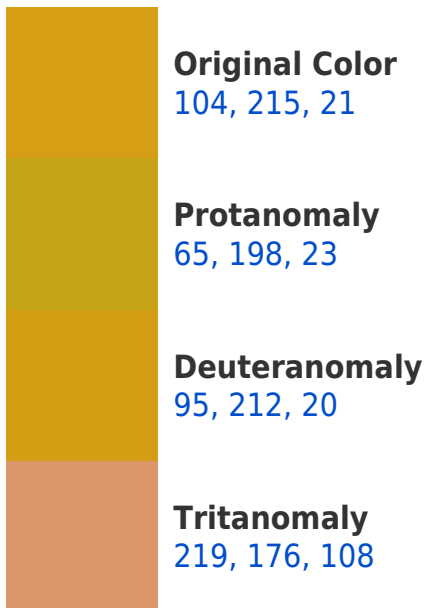 Original Color
104, 215, 21
Protanomaly
65, 198, 23
Deuteranomaly
95, 212, 20
Tritanomaly
219, 176, 108